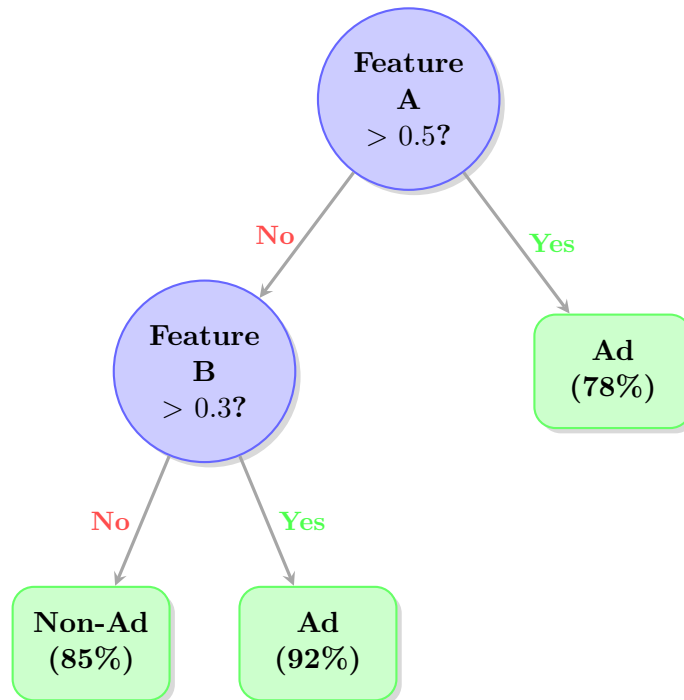 Feature
A
> 0.5?
No
Yes
Feature
B
> 0.3?
Ad
(78%)
No
Yes
Non-Ad
(85%)
Ad
(92%)